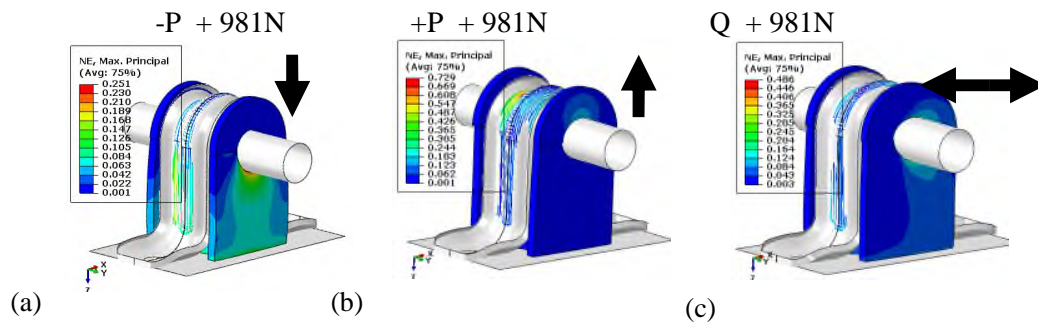 -P + 981N
+P + 981N
Q + 981N
NE, Max. Principal
(Avg: 75%)
0.251
0.230
0.210
0.189
0.168
0.147
0.126
0.105
0.084
0.063
0.042
0.022
0.001
NE, Max. Principal
(Avg: 75%)
0.729
0.669
0.608
0.547
0.487
0.426
0.365
0.305
0.244
0.183
0.123
0.062
0.001
NE, Max. Principal
(Avg: 75%)
0.486
0.446
0.406
0.365
0.325
0.285
0.245
0.204
0.164
0.124
0.084
0.043
0.003
X
Y
Z
X
Y
Z
X
Y
Z
(a)
(b)
(c)